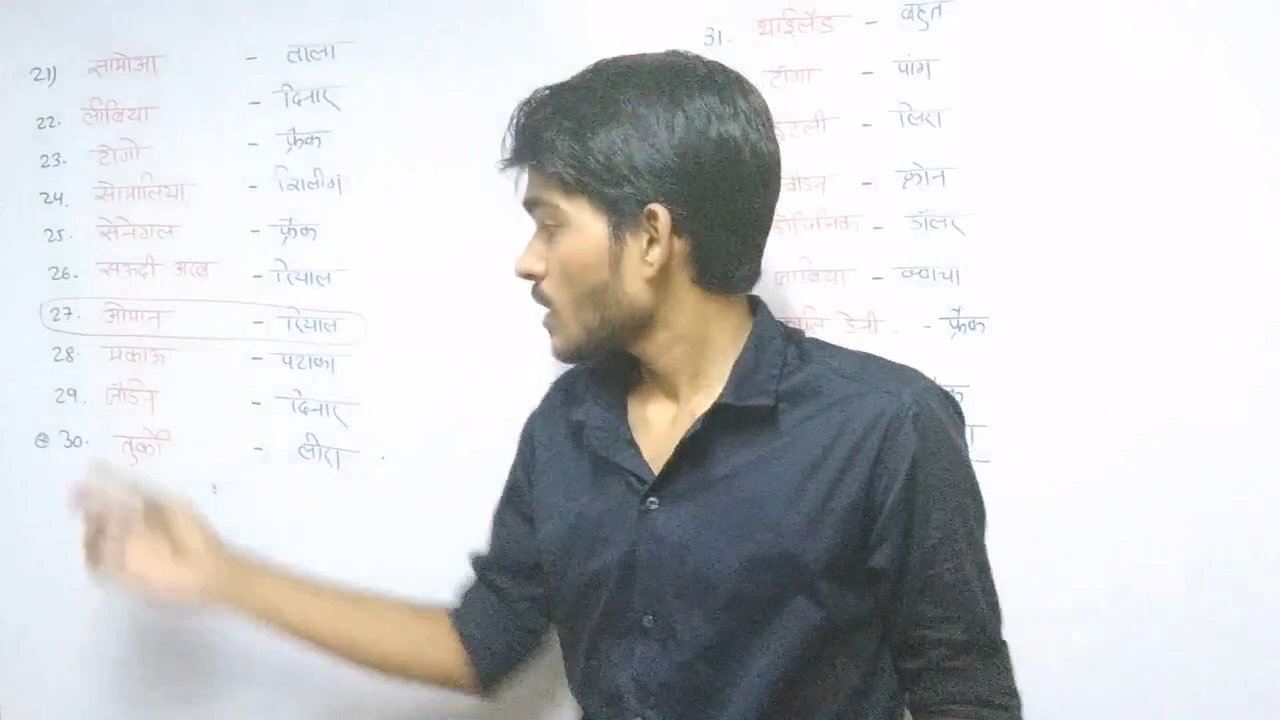 21) सामोआ - ताला
22. लीबिया - दिनार
23. टोगो - फ्रैंक
24. सोमालिया - शिलींग
25. सेनेगल - फ्रैंक
26. सऊदी अरब - रियाल
27. ओमान - रियाल
28. मकाऊ - पटाका
29. जॉर्डन - दिनार
30. तुर्की - लीरा
31. थाईलैंड - बहुत
टोंगा - पांग
इटली - लिरा
- क्रोन
डोमिनिक - डॉलर
जांबिया - क्वाचा
- फ्रैंक